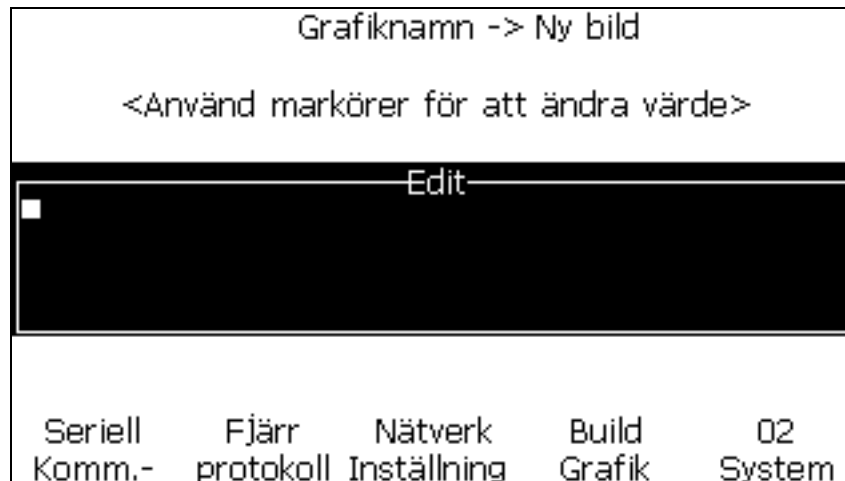 Grafiknamn -> Ny bild
<Använd markörer för att ändra värde>
Edit
Seriell Fjärr Nätverk Build 02
Komm.- protokoll Inställning Grafik System